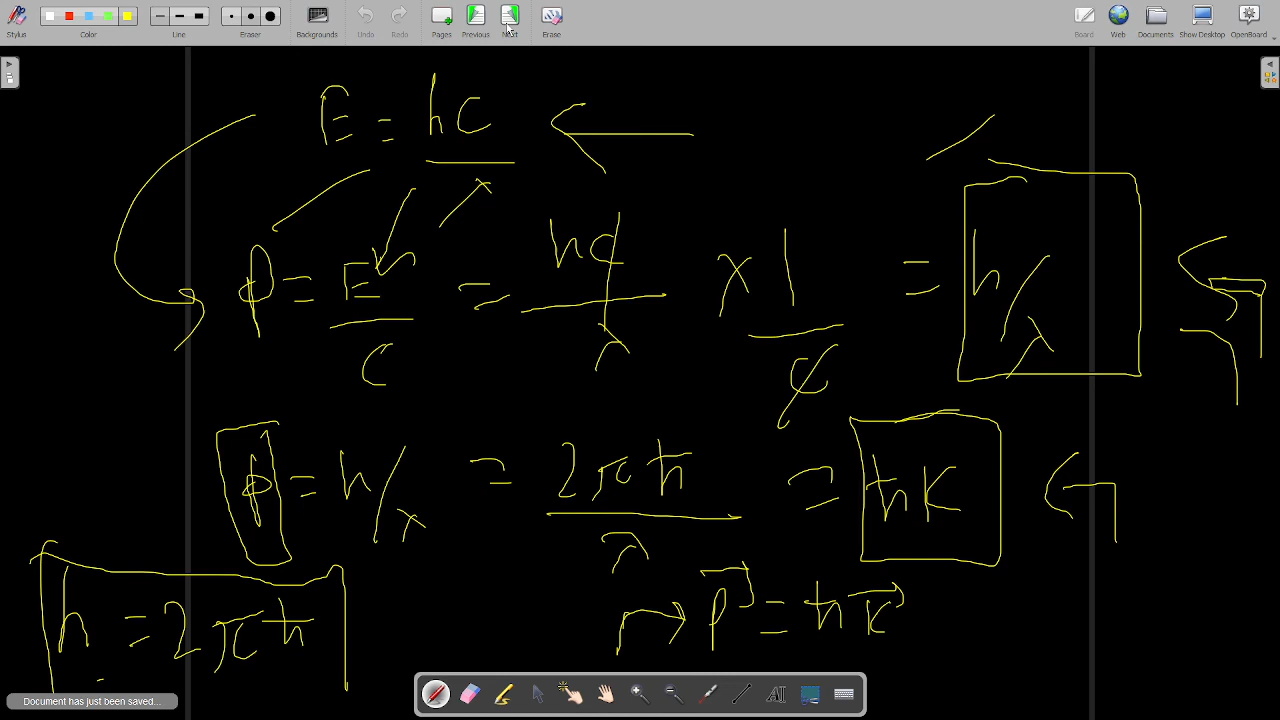 Stylus Color Line Eraser Backgrounds Undo Redo Pages Previous Next Erase Board Web Documents Show Desktop OpenBoard
E = hc
p = E/c = hc/λ × 1/c = h/λ
p = h/λ = 2πħ/λ = ħk
h = 2πħ
p⃗ = ħk⃗
Document has just been saved...